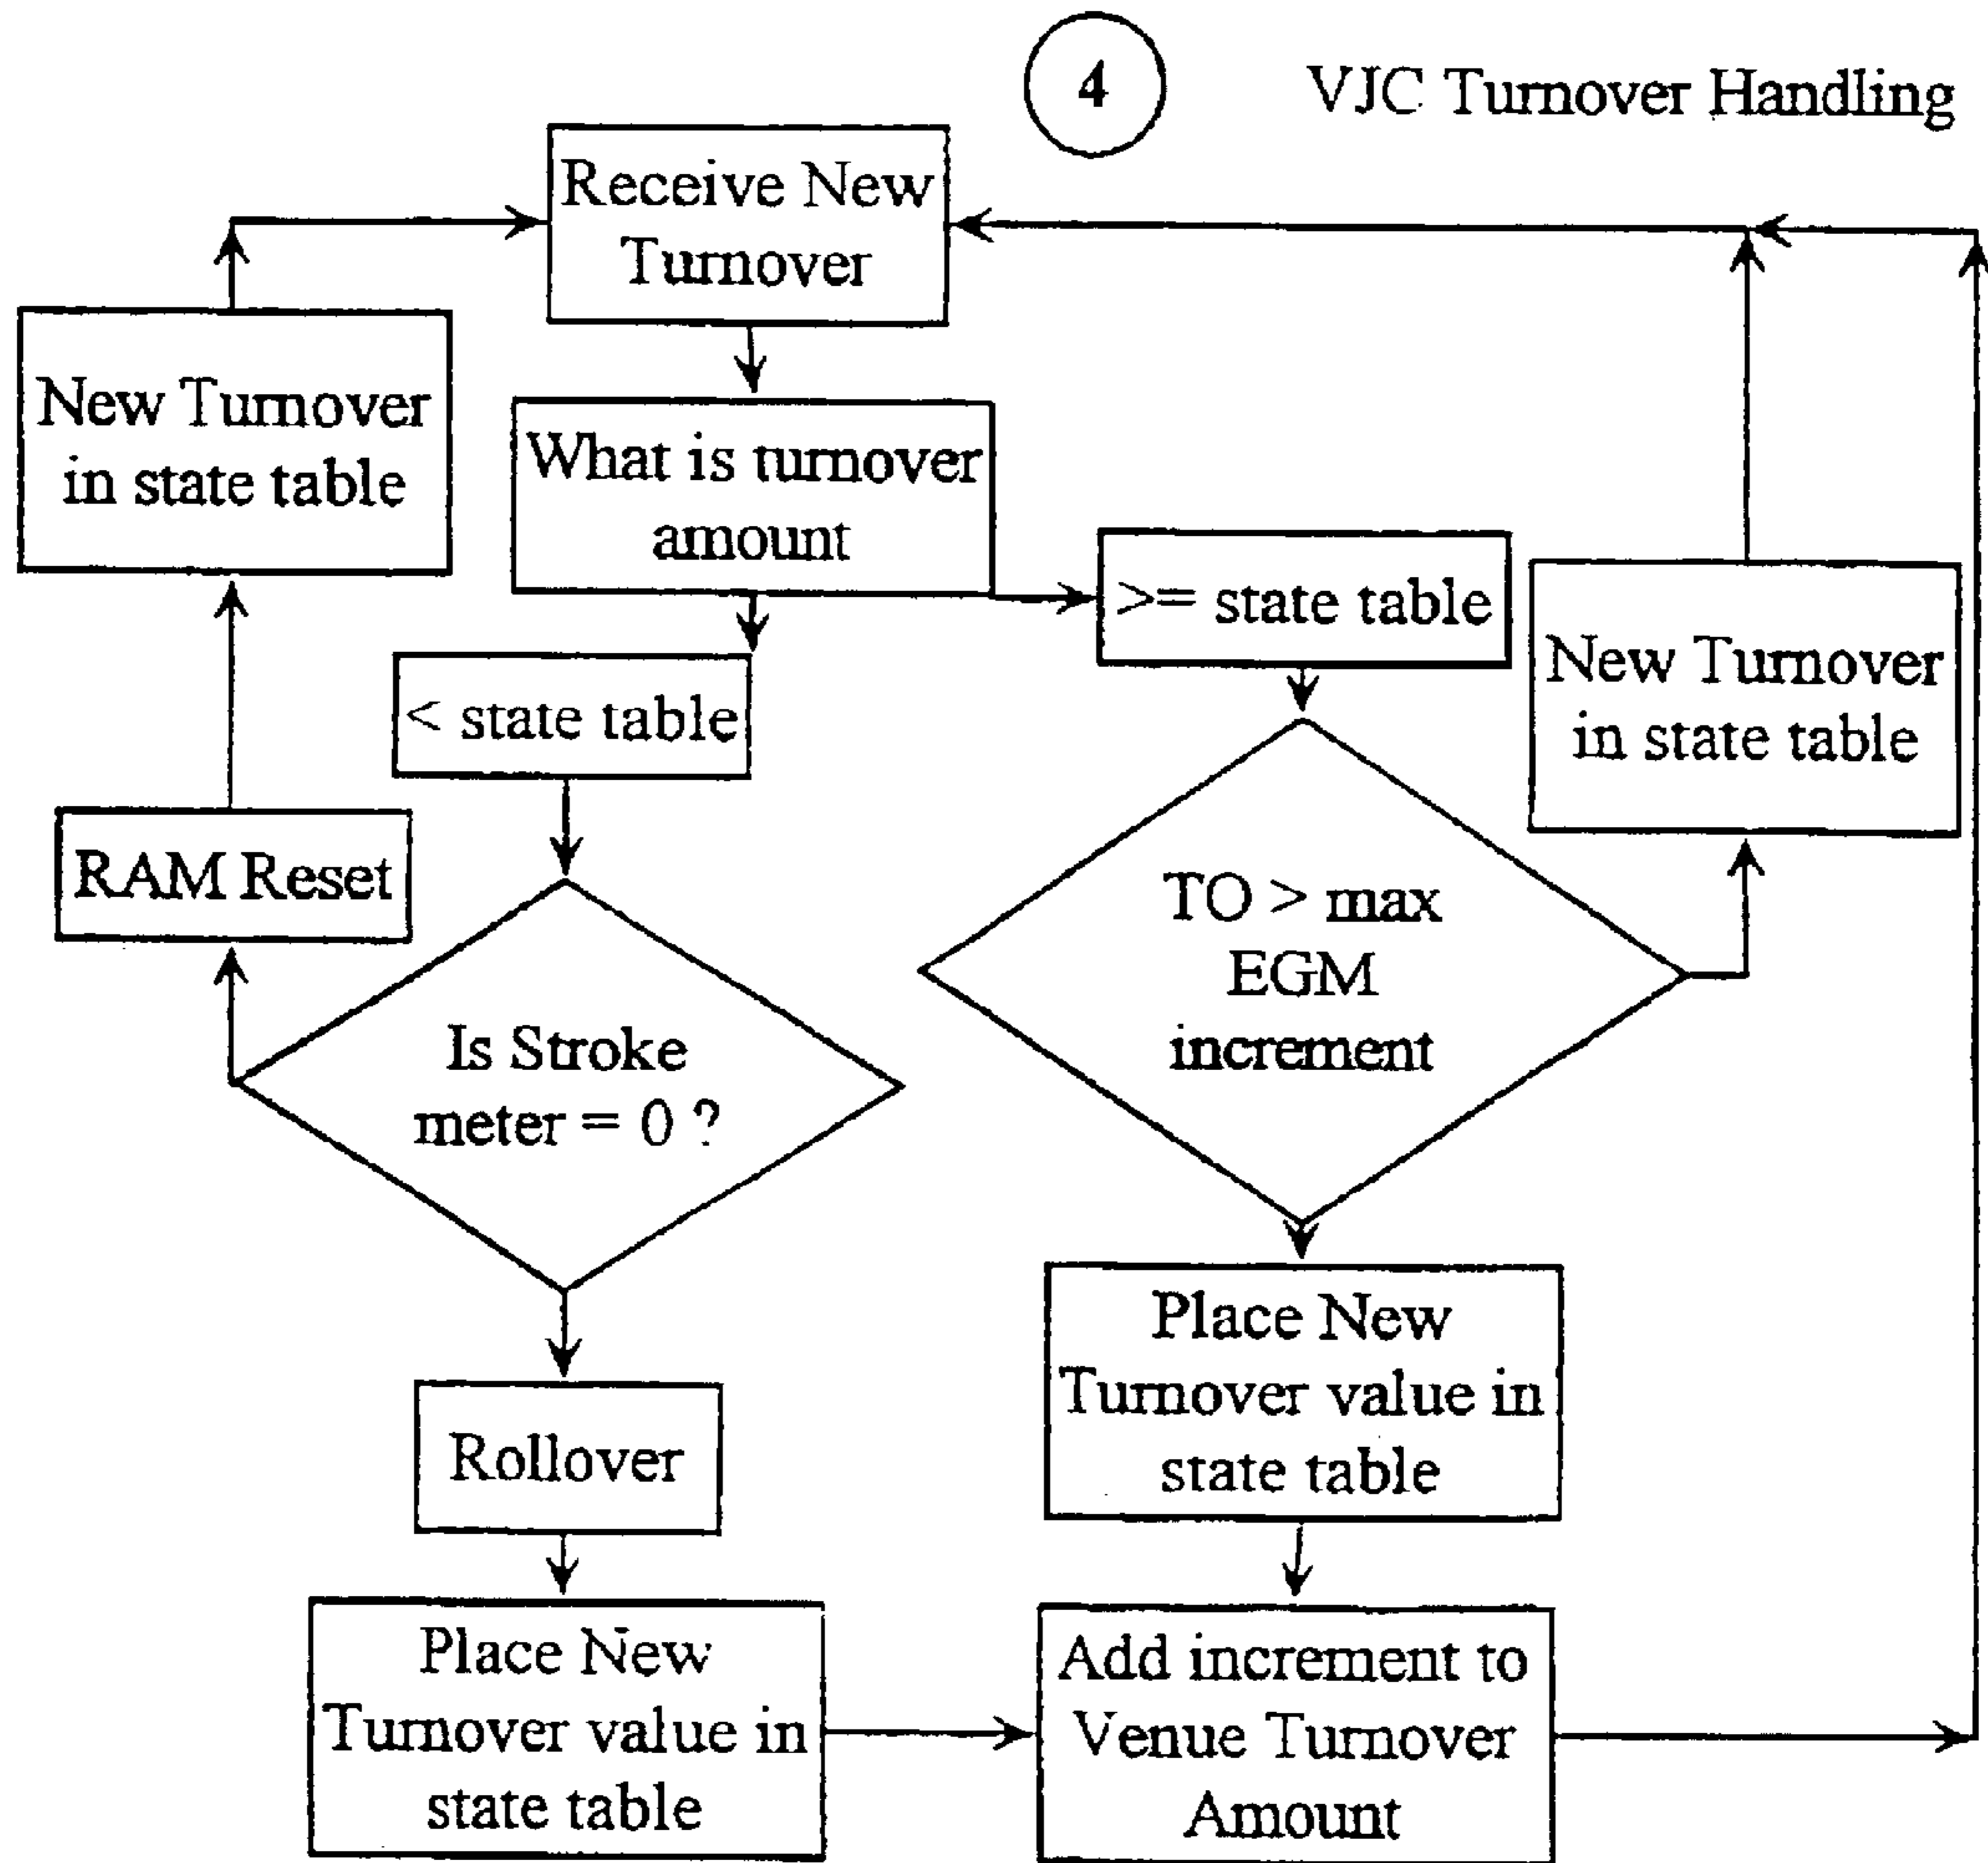 4
VJC Turnover Handling
Receive New
Turnover
New Turnover
in state table
What is turnover
amount
>= state table
New Turnover
in state table
< state table
RAM Reset
TO > max
EGM
increment
Is Stroke
meter = 0 ?
Place New
Turnover value in
state table
Rollover
Place New
Turnover value in
state table
Add increment to
Venue Turnover
Amount